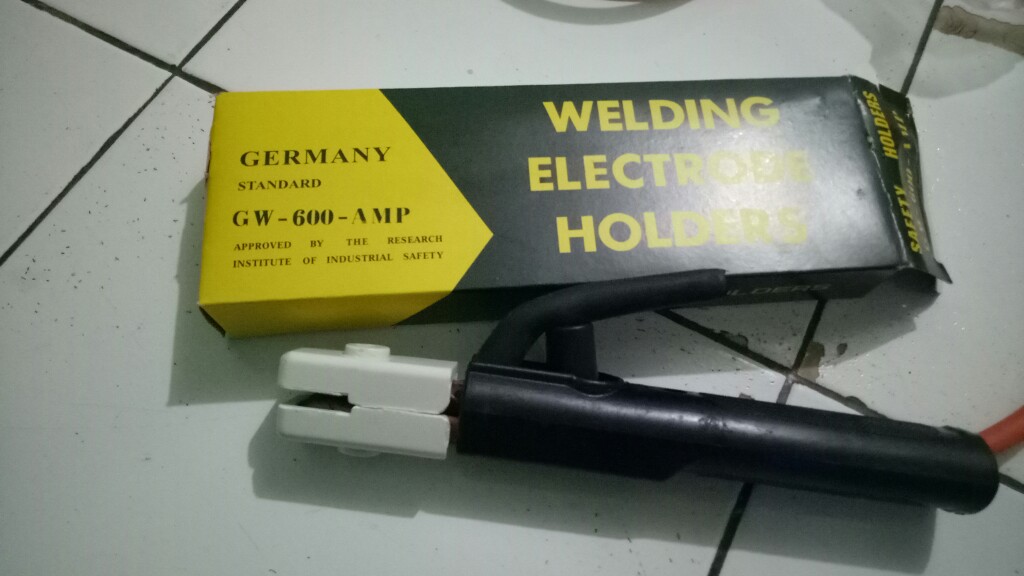 GERMANY
STANDARD
GW-600-AMP
APPROVED BY THE RESEARCH
INSTITUTE OF INDUSTRIAL SAFETY
WELDING
ELECTRODE
HOLDERS
SAFETY
HOLDERS